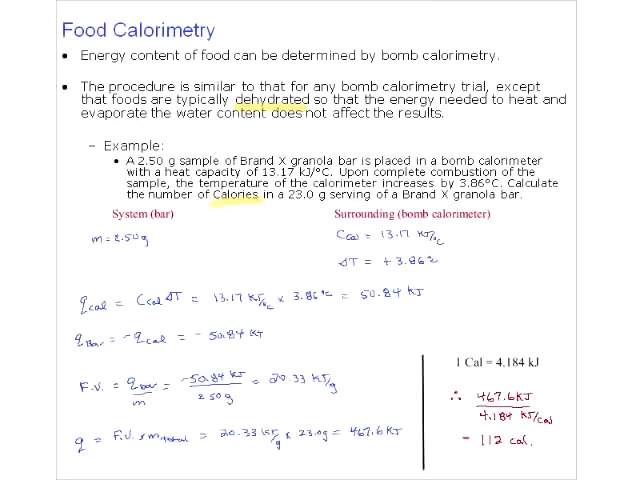 Food Calorimetry
• Energy content of food can be determined by bomb calorimetry.
• The procedure is similar to that for any bomb calorimetry trial, except
that foods are typically dehydrated so that the energy needed to heat and
evaporate the water content does not affect the results.
– Example:
• A 2.50 g sample of Brand X granola bar is placed in a bomb calorimeter
with a heat capacity of 13.17 kJ/°C. Upon complete combustion of the
sample, the temperature of the calorimeter increases by 3.86°C. Calculate
the number of Calories in a 23.0 g serving of a Brand X granola bar.
System (bar)
m = 2.50g
Surrounding (bomb calorimeter)
Ccal = 13.17 KJ/°C
ΔT = + 3.86°C
qcal = Ccal ΔT = 13.17 KJ/°C x 3.86°C = 50.84 KJ
qBar = -qcal = - 50.84 KJ
F.V. = qbar/m = -50.84 KJ/2.50g = 20.33 KJ/g
q = F.V. x mtotal = 20.33 KJ/g x 23.0g = 467.6 KJ
1 Cal = 4.184 kJ
∴ 467.6KJ
4.184 KJ/Cal
= 112 cal.